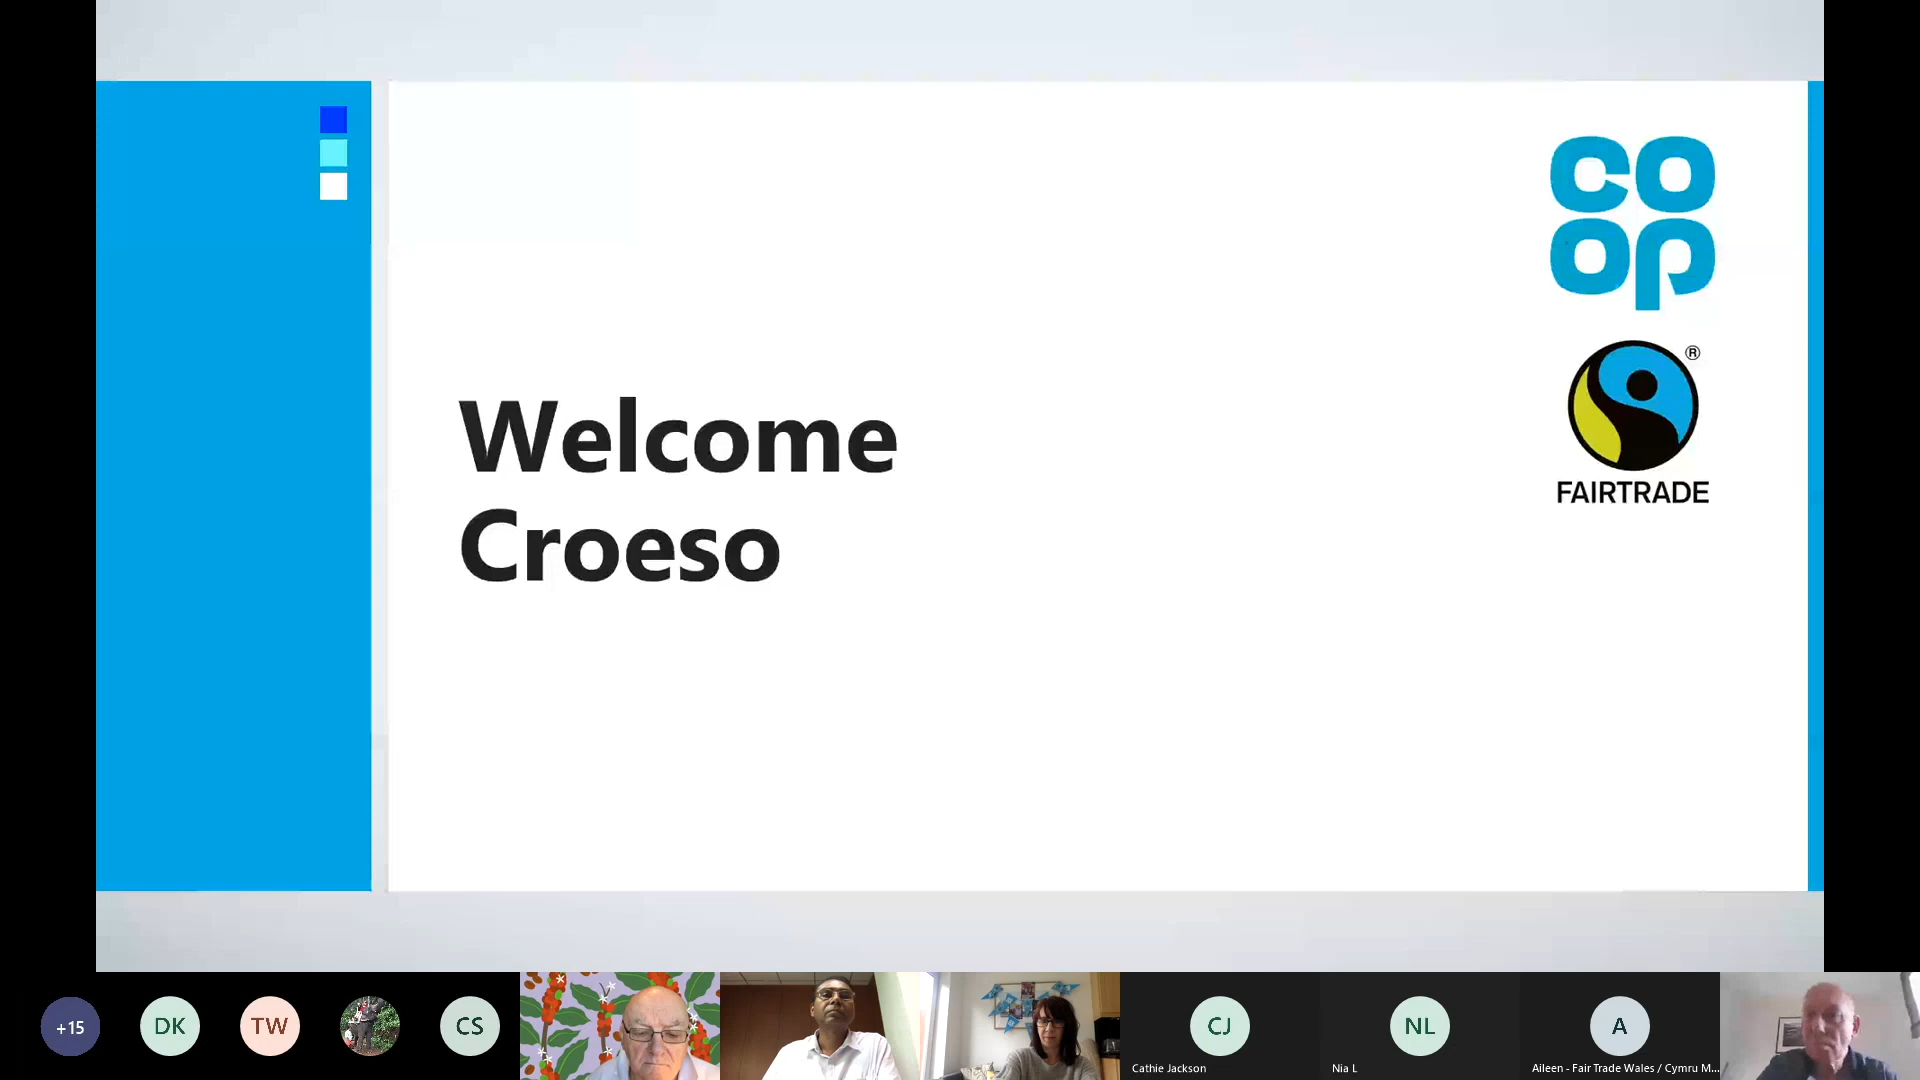 co
op
®
FAIRTRADE
Welcome
Croeso
+15
DK
TW
CS
CJ
Cathie Jackson
NL
Nia L
A
Aileen - Fair Trade Wales / Cymru M...